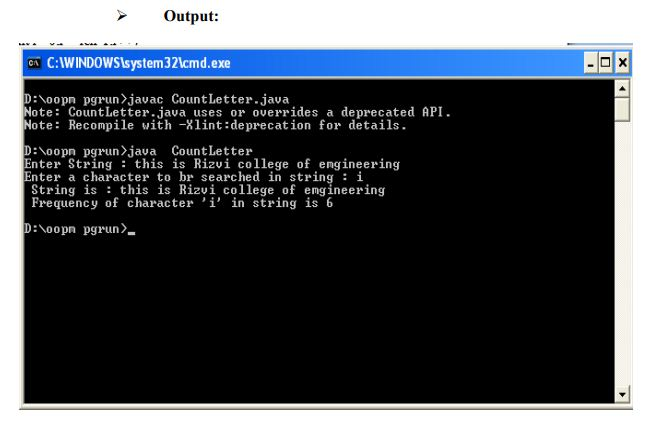 ➢ Output:
C:\WINDOWS\system32\cmd.exe
D:\oopm pgrun>javac CountLetter.java
Note: CountLetter.java uses or overrides a deprecated API.
Note: Recompile with -Xlint:deprecation for details.
D:\oopm pgrun>java  CountLetter
Enter String : this is Rizvi college of emgineering
Enter a character to br searched in string : i
String is : this is Rizvi college of emgineering
Frequency of character 'i' in string is 6
D:\oopm pgrun>_